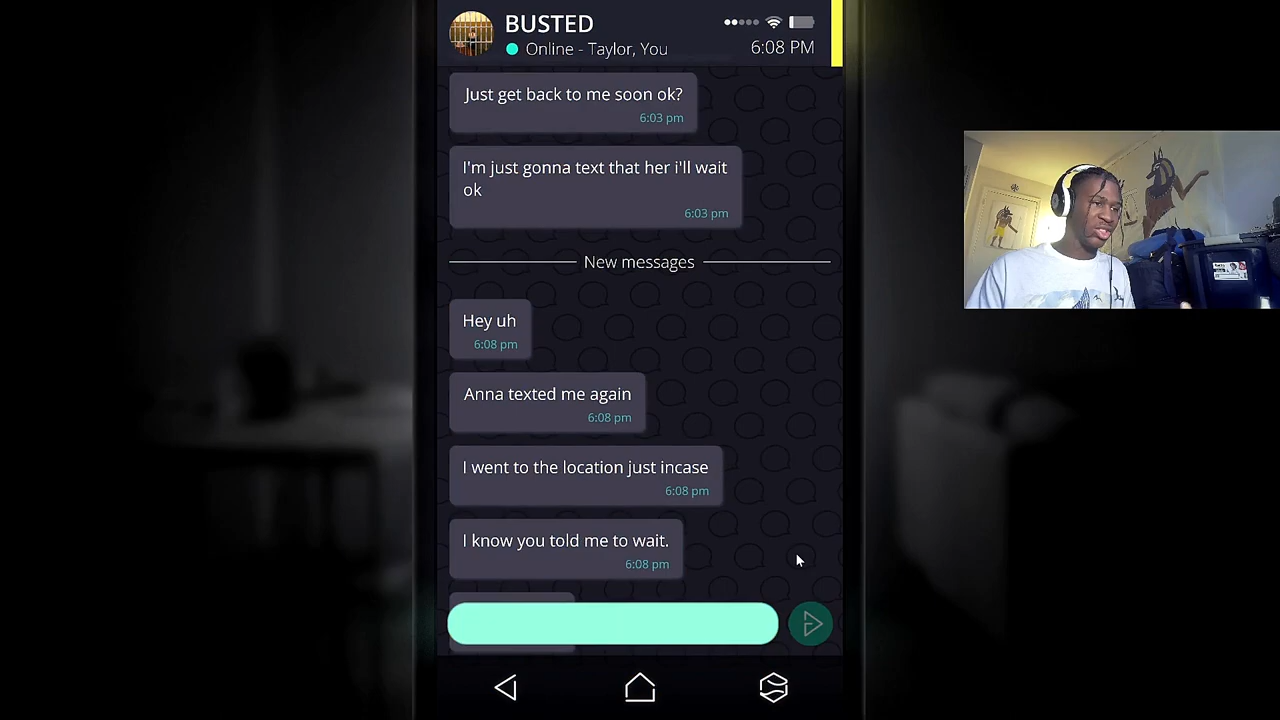 BUSTED
Online - Taylor, You
6:08 PM
Just get back to me soon ok?
6:03 pm
I'm just gonna text that her i'll wait
ok
6:03 pm
New messages
Hey uh
6:08 pm
Anna texted me again
6:08 pm
I went to the location just incase
6:08 pm
I know you told me to wait.
6:08 pm